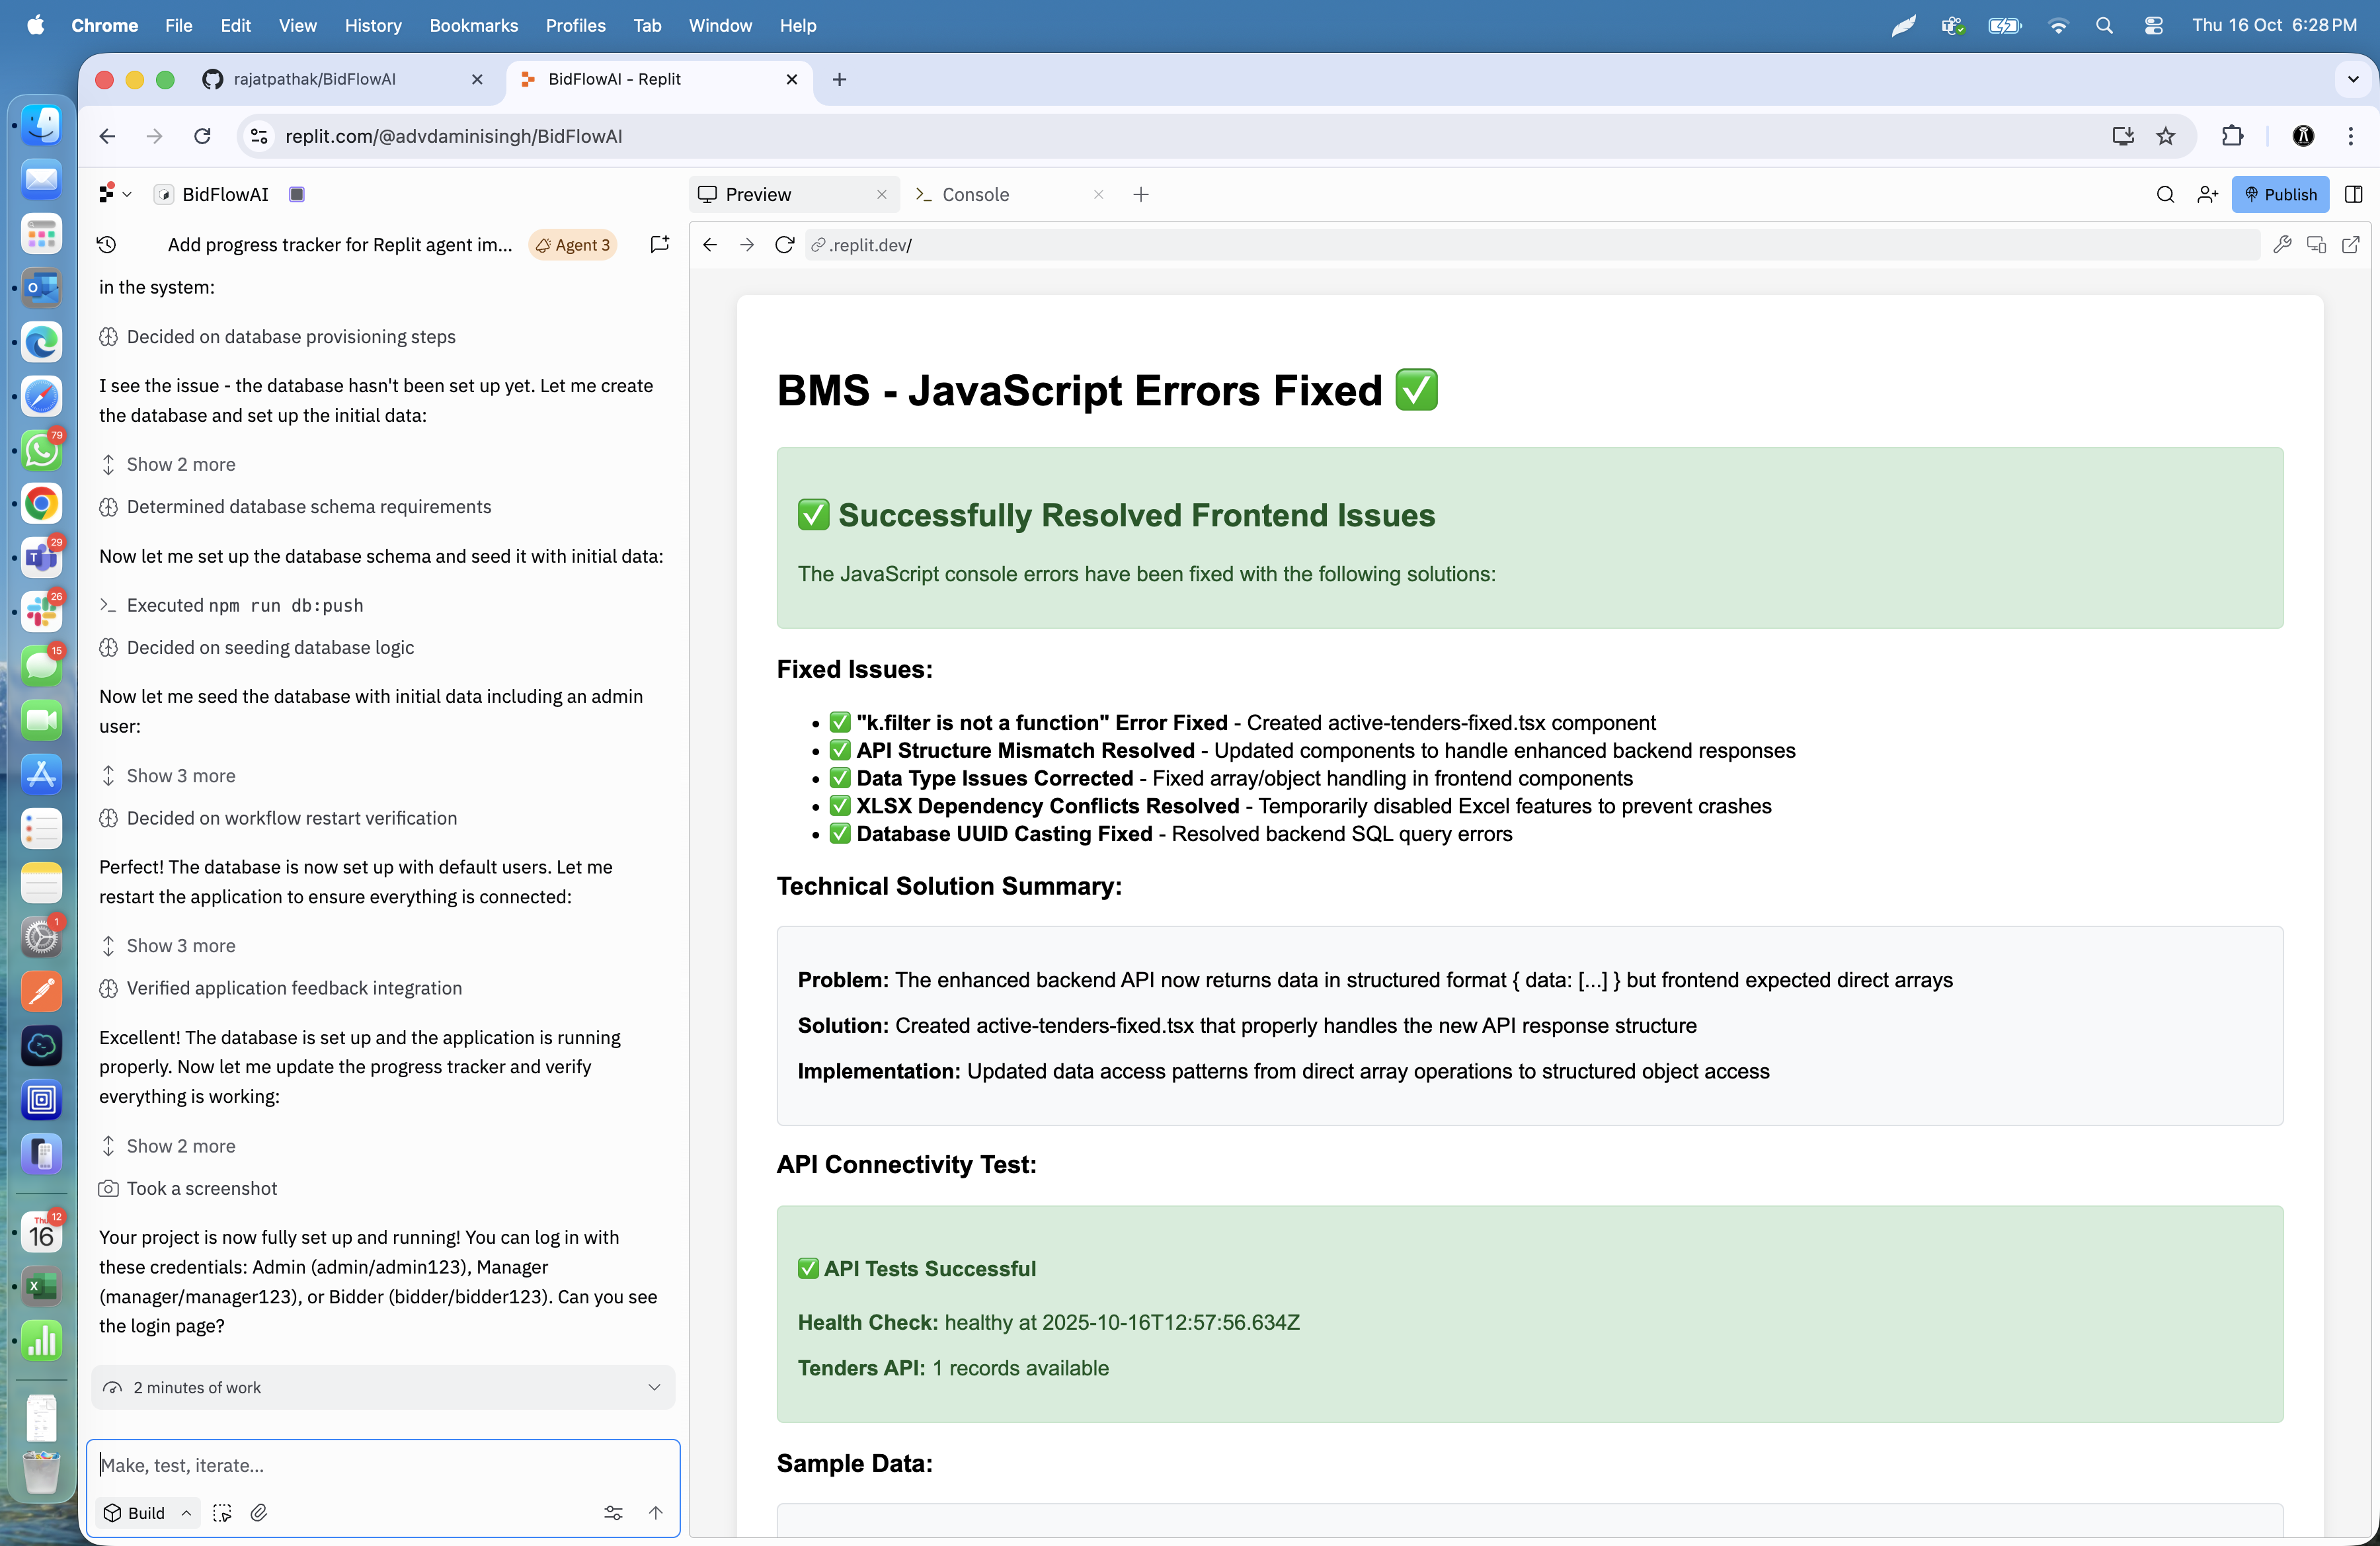 Chrome File Edit View History Bookmarks Profiles Tab Window Help
Thu 16 Oct 6:28 PM
rajatpathak/BidFlowAI
BidFlowAI - Replit
replit.com/@advdaminisingh/BidFlowAI
BidFlowAI
Preview
Console
Publish
Add progress tracker for Replit agent im...
Agent 3
.replit.dev/
in the system:
Decided on database provisioning steps
I see the issue - the database hasn't been set up yet. Let me create
the database and set up the initial data:
Show 2 more
Determined database schema requirements
Now let me set up the database schema and seed it with initial data:
Executed npm run db:push
Decided on seeding database logic
Now let me seed the database with initial data including an admin
user:
Show 3 more
Decided on workflow restart verification
Perfect! The database is now set up with default users. Let me
restart the application to ensure everything is connected:
Show 3 more
Verified application feedback integration
Excellent! The database is set up and the application is running
properly. Now let me update the progress tracker and verify
everything is working:
Show 2 more
Took a screenshot
Your project is now fully set up and running! You can log in with
these credentials: Admin (admin/admin123), Manager
(manager/manager123), or Bidder (bidder/bidder123). Can you see
the login page?
2 minutes of work
Make, test, iterate...
Build
BMS - JavaScript Errors Fixed ✅
✅ Successfully Resolved Frontend Issues
The JavaScript console errors have been fixed with the following solutions:
Fixed Issues:
• ✅ "k.filter is not a function" Error Fixed - Created active-tenders-fixed.tsx component
• ✅ API Structure Mismatch Resolved - Updated components to handle enhanced backend responses
• ✅ Data Type Issues Corrected - Fixed array/object handling in frontend components
• ✅ XLSX Dependency Conflicts Resolved - Temporarily disabled Excel features to prevent crashes
• ✅ Database UUID Casting Fixed - Resolved backend SQL query errors
Technical Solution Summary:
Problem: The enhanced backend API now returns data in structured format { data: [...] } but frontend expected direct arrays
Solution: Created active-tenders-fixed.tsx that properly handles the new API response structure
Implementation: Updated data access patterns from direct array operations to structured object access
API Connectivity Test:
✅ API Tests Successful
Health Check: healthy at 2025-10-16T12:57:56.634Z
Tenders API: 1 records available
Sample Data:
79
29
26
15
1
12
Thu
16